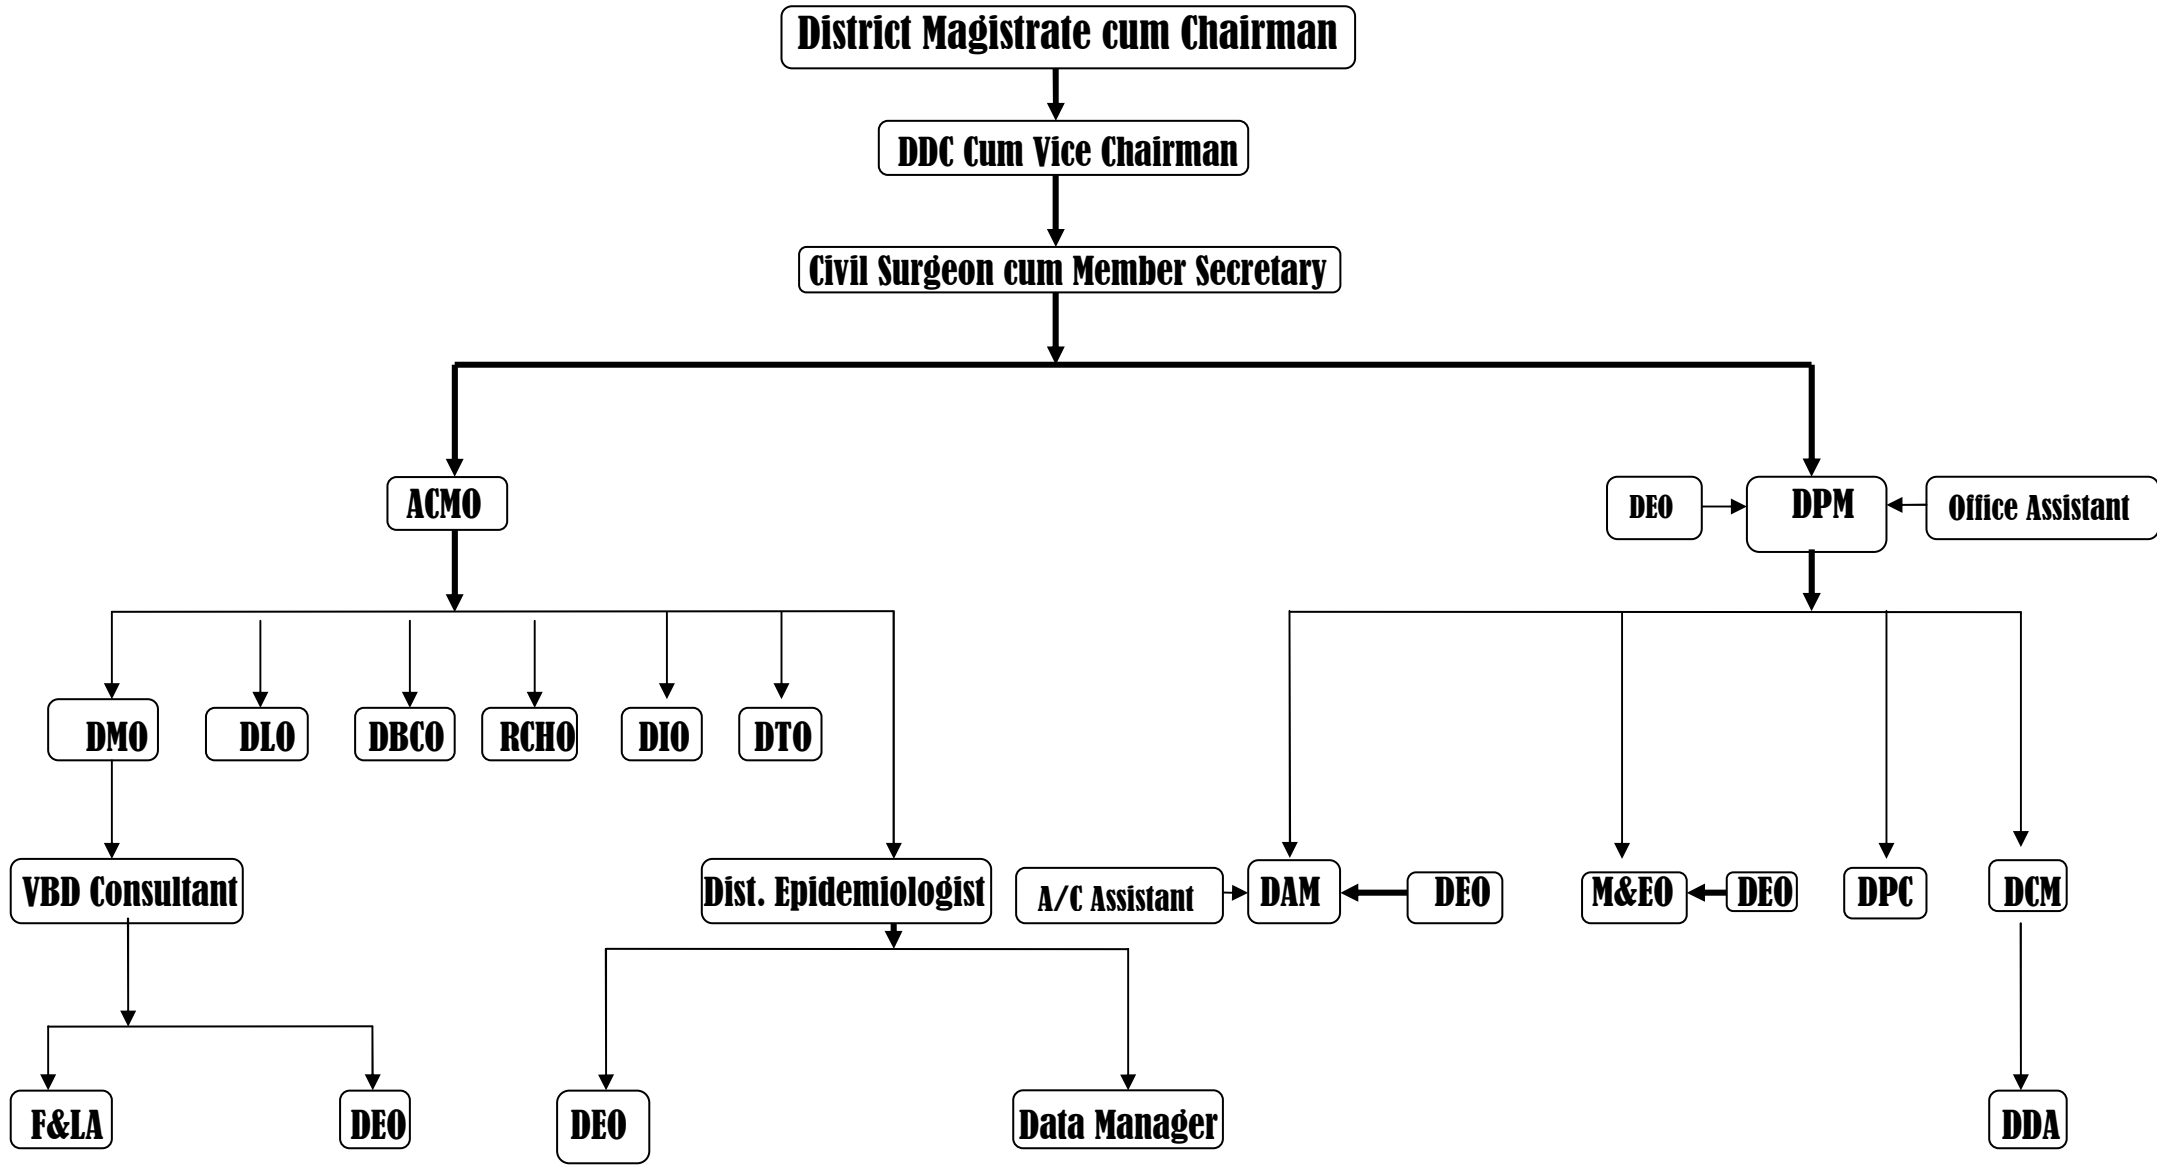 District Magistrate cum Chairman
DDC Cum Vice Chairman
Civil Surgeon cum Member Secretary
ACMO
DEO
DPM
Office Assistant
DMO
DLO
DBCO
RCHO
DIO
DTO
VBD Consultant
Dist. Epidemiologist
A/C Assistant
DAM
DEO
M&EO
DEO
DPC
DCM
F&LA
DEO
DEO
Data Manager
DDA